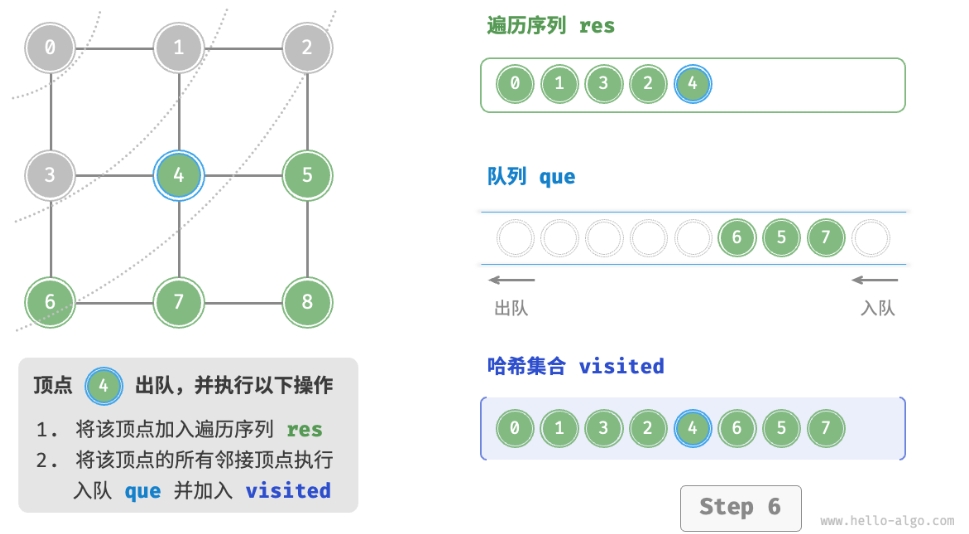 0 1 2
3 4 5
6 7 8
顶点 4 出队，并执行以下操作
1. 将该顶点加入遍历序列 res
2. 将该顶点的所有邻接顶点执行
入队 que 并加入 visited
遍历序列 res
0 1 3 2 4
队列 que
6 5 7
出队 入队
哈希集合 visited
0 1 3 2 4 6 5 7
Step 6
www.hello-algo.com